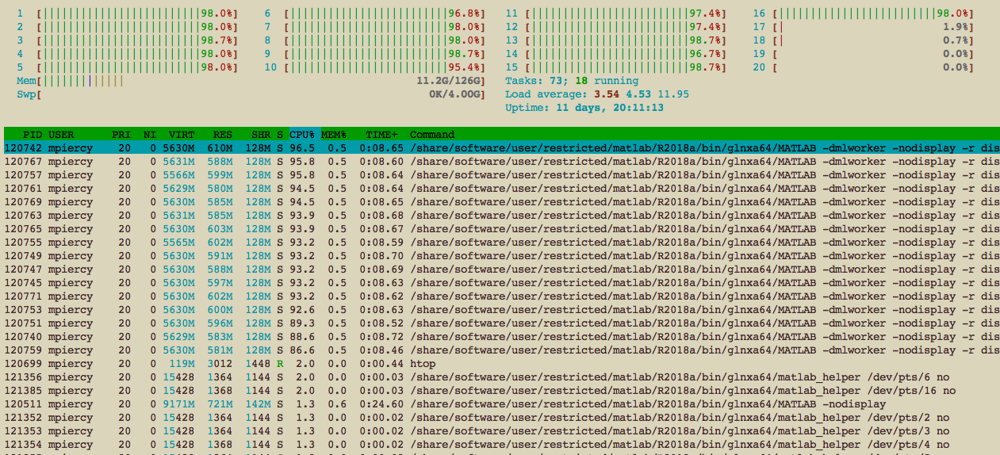 1 [||||||||||||||||||||||||98.0%] 6 [||||||||||||||||||||||||96.8%] 11 [||||||||||||||||||||||||97.4%] 16 [||||||||||||||||||||||||98.0%]
2 [||||||||||||||||||||||||98.0%] 7 [||||||||||||||||||||||||98.0%] 12 [||||||||||||||||||||||||97.4%] 17 [| 1.9%]
3 [||||||||||||||||||||||||98.7%] 8 [||||||||||||||||||||||||98.0%] 13 [||||||||||||||||||||||||98.7%] 18 [| 0.7%]
4 [||||||||||||||||||||||||98.0%] 9 [||||||||||||||||||||||||98.7%] 14 [||||||||||||||||||||||||96.7%] 19 [ 0.0%]
5 [||||||||||||||||||||||||98.0%] 10 [||||||||||||||||||||||||95.4%] 15 [||||||||||||||||||||||||98.7%] 20 [ 0.0%]
Mem[||||||||||||| 11.2G/126G] Tasks: 73; 18 running
Swp[ 0K/4.00G] Load average: 3.54 4.53 11.95
Uptime: 11 days, 20:11:13
PID USER PRI NI VIRT RES SHR S CPU% MEM% TIME+ Command
120742 mpiercy 20 0 5630M 610M 128M S 96.5 0.5 0:08.65 /share/software/user/restricted/matlab/R2018a/bin/glnxa64/MATLAB -dmlworker -nodisplay -r dis
120767 mpiercy 20 0 5631M 588M 128M S 95.8 0.5 0:08.60 /share/software/user/restricted/matlab/R2018a/bin/glnxa64/MATLAB -dmlworker -nodisplay -r dis
120757 mpiercy 20 0 5566M 599M 128M S 95.8 0.5 0:08.64 /share/software/user/restricted/matlab/R2018a/bin/glnxa64/MATLAB -dmlworker -nodisplay -r dis
120761 mpiercy 20 0 5629M 580M 128M S 94.5 0.5 0:08.64 /share/software/user/restricted/matlab/R2018a/bin/glnxa64/MATLAB -dmlworker -nodisplay -r dis
120769 mpiercy 20 0 5630M 585M 128M S 94.5 0.5 0:08.65 /share/software/user/restricted/matlab/R2018a/bin/glnxa64/MATLAB -dmlworker -nodisplay -r dis
120763 mpiercy 20 0 5631M 585M 128M S 93.9 0.5 0:08.68 /share/software/user/restricted/matlab/R2018a/bin/glnxa64/MATLAB -dmlworker -nodisplay -r dis
120765 mpiercy 20 0 5630M 603M 128M S 93.9 0.5 0:08.67 /share/software/user/restricted/matlab/R2018a/bin/glnxa64/MATLAB -dmlworker -nodisplay -r dis
120755 mpiercy 20 0 5565M 602M 128M S 93.2 0.5 0:08.59 /share/software/user/restricted/matlab/R2018a/bin/glnxa64/MATLAB -dmlworker -nodisplay -r dis
120749 mpiercy 20 0 5630M 591M 128M S 93.2 0.5 0:08.70 /share/software/user/restricted/matlab/R2018a/bin/glnxa64/MATLAB -dmlworker -nodisplay -r dis
120747 mpiercy 20 0 5630M 588M 128M S 93.2 0.5 0:08.69 /share/software/user/restricted/matlab/R2018a/bin/glnxa64/MATLAB -dmlworker -nodisplay -r dis
120745 mpiercy 20 0 5630M 597M 128M S 93.2 0.5 0:08.63 /share/software/user/restricted/matlab/R2018a/bin/glnxa64/MATLAB -dmlworker -nodisplay -r dis
120771 mpiercy 20 0 5630M 602M 128M S 93.2 0.5 0:08.62 /share/software/user/restricted/matlab/R2018a/bin/glnxa64/MATLAB -dmlworker -nodisplay -r dis
120753 mpiercy 20 0 5630M 600M 128M S 92.6 0.5 0:08.63 /share/software/user/restricted/matlab/R2018a/bin/glnxa64/MATLAB -dmlworker -nodisplay -r dis
120751 mpiercy 20 0 5630M 596M 128M S 89.3 0.5 0:08.52 /share/software/user/restricted/matlab/R2018a/bin/glnxa64/MATLAB -dmlworker -nodisplay -r dis
120740 mpiercy 20 0 5629M 583M 128M S 88.6 0.5 0:08.72 /share/software/user/restricted/matlab/R2018a/bin/glnxa64/MATLAB -dmlworker -nodisplay -r dis
120759 mpiercy 20 0 5630M 581M 128M S 86.6 0.5 0:08.46 /share/software/user/restricted/matlab/R2018a/bin/glnxa64/MATLAB -dmlworker -nodisplay -r dis
120699 mpiercy 20 0 119M 3012 1448 R 2.0 0.0 0:00.44 htop
121356 mpiercy 20 0 15428 1364 1144 S 2.0 0.0 0:00.03 /share/software/user/restricted/matlab/R2018a/bin/glnxa64/matlab_helper /dev/pts/6 no
121385 mpiercy 20 0 15428 1368 1144 S 2.0 0.0 0:00.03 /share/software/user/restricted/matlab/R2018a/bin/glnxa64/matlab_helper /dev/pts/16 no
120511 mpiercy 20 0 9171M 721M 142M S 1.3 0.6 0:24.60 /share/software/user/restricted/matlab/R2018a/bin/glnxa64/MATLAB -nodisplay
121352 mpiercy 20 0 15428 1364 1144 S 1.3 0.0 0:00.02 /share/software/user/restricted/matlab/R2018a/bin/glnxa64/matlab_helper /dev/pts/2 no
121353 mpiercy 20 0 15428 1364 1144 S 1.3 0.0 0:00.02 /share/software/user/restricted/matlab/R2018a/bin/glnxa64/matlab_helper /dev/pts/3 no
121354 mpiercy 20 0 15428 1368 1144 S 1.3 0.0 0:00.02 /share/software/user/restricted/matlab/R2018a/bin/glnxa64/matlab_helper /dev/pts/4 no